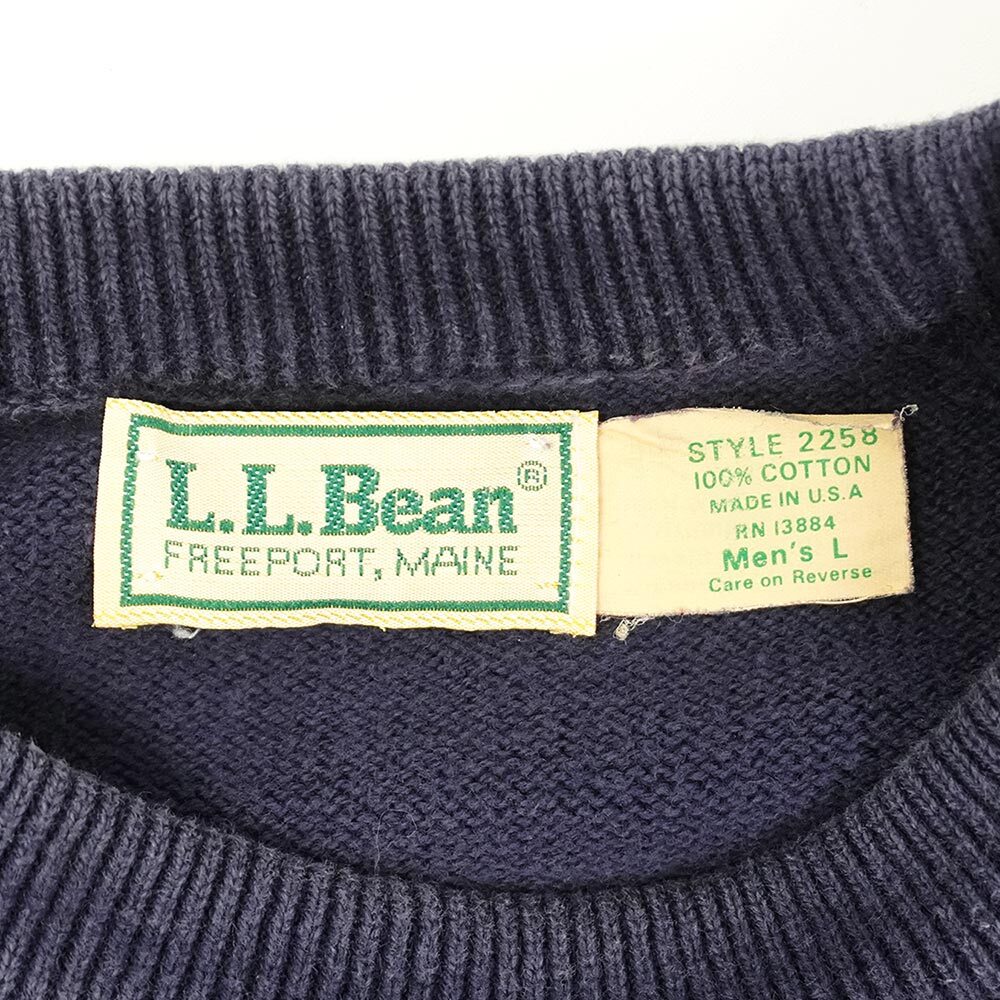 L.L.Bean®
FREEPORT, MAINE
STYLE 2258
100% COTTON
MADE IN U.S.A
RN 13884
Men's L
Care on Reverse